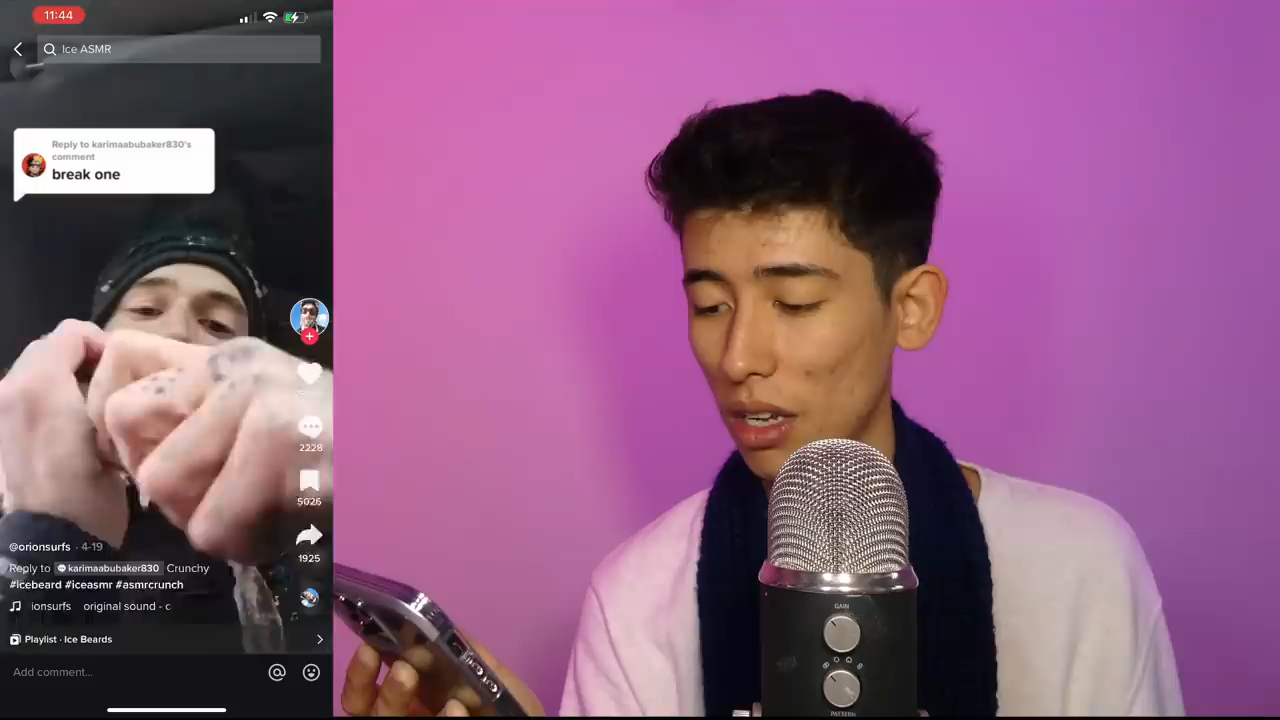 11:44
Ice ASMR
Reply to karimaabubaker830's
comment
break one
2228
5026
1925
@orionsurfs · 4-19
Reply to karimaabubaker830 Crunchy
#icebeard #iceasmr #asmrcrunch
ionsurfs original sound - c
Playlist · Ice Beards
Add comment...
GAIN
PATTERN